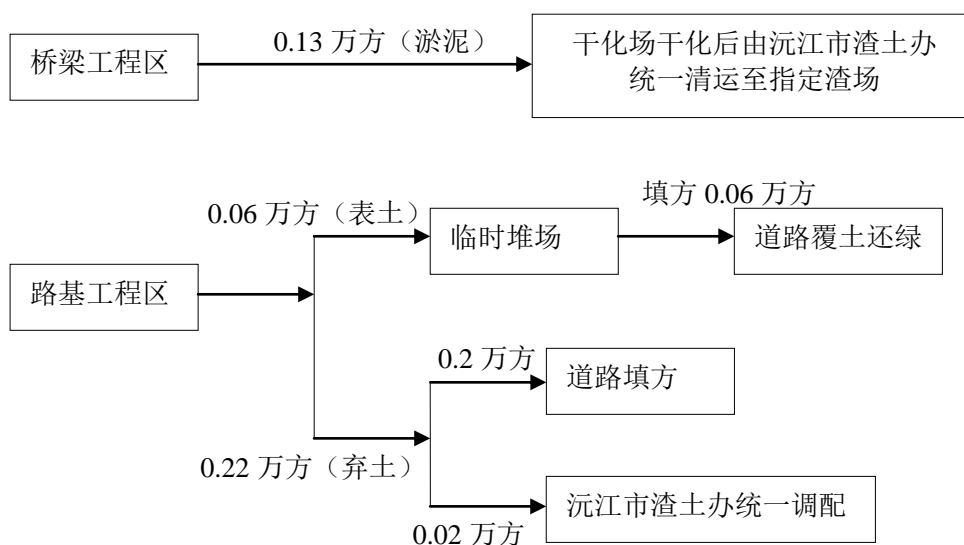 0.13 万方（淤泥）
桥梁工程区
干化场干化后由沅江市渣土办
统一清运至指定渣场
填方 0.06 万方
0.06 万方（表土）
临时堆场
道路覆土还绿
路基工程区
0.2 万方
道路填方
0.22 万方（弃土）
沅江市渣土办统一调配
0.02 万方